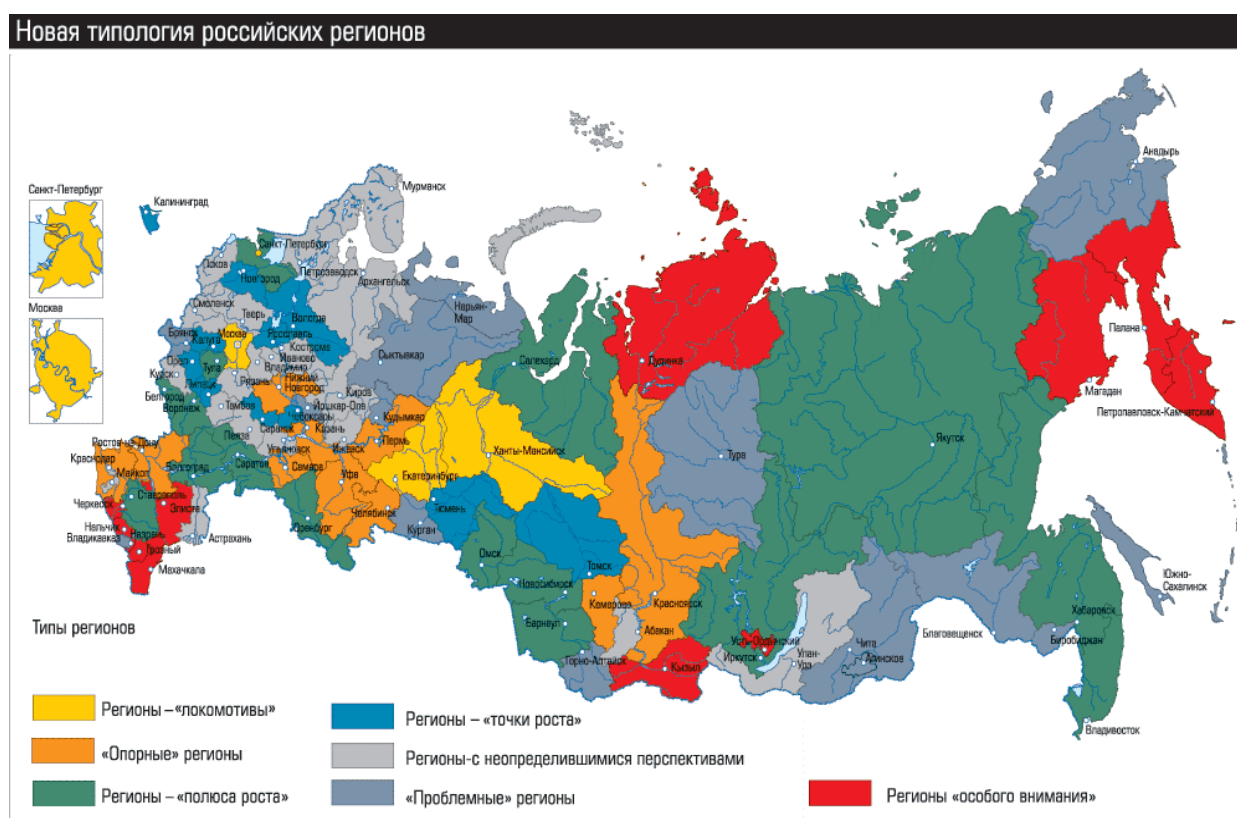 Новая типология российских регионов
Санкт-Петербург
Москва
Калининград
Мурманск
Санкт-Петербург
Псков
Петрозаводск
Новгород
Архангельск
Смоленск
Тверь
Вологда
Нарьян-Мар
Брянск
Калуга
Москва
Ярославль
Кострома
Иваново
Владимир
Сыктывкар
Орел
Тула
Курск
Рязань
Нижний Новгород
Липецк
Киров
Белгород
Воронеж
Тамбов
Йошкар-Ола
Чебоксары
Кудымкар
Саранск
Казань
Пенза
Пермь
Ульяновск
Ижевск
Ростов-на-Дону
Краснодар
Майкоп
Волгоград
Саратов
Самара
Уфа
Екатеринбург
Ханты-Мансийск
Салехард
Дудинка
Тура
Якутск
Анадырь
Палана
Магадан
Петропавловск-Камчатский
Ставрополь
Черкесск
Элиста
Нальчик
Владикавказ
Назрань
Грозный
Астрахань
Махачкала
Оренбург
Челябинск
Курган
Тюмень
Омск
Томск
Новосибирск
Кемерово
Красноярск
Барнаул
Абакан
Горно-Алтайск
Кызыл
Усть-Ордынский
Иркутск
Улан-Удэ
Чита
Агинское
Благовещенск
Биробиджан
Хабаровск
Южно-Сахалинск
Владивосток
Типы регионов
Регионы –«локомотивы»
«Опорные» регионы
Регионы –«полюса роста»
Регионы – «точки роста»
Регионы-с неопределившимися перспективами
«Проблемные» регионы
Регионы «особого внимания»